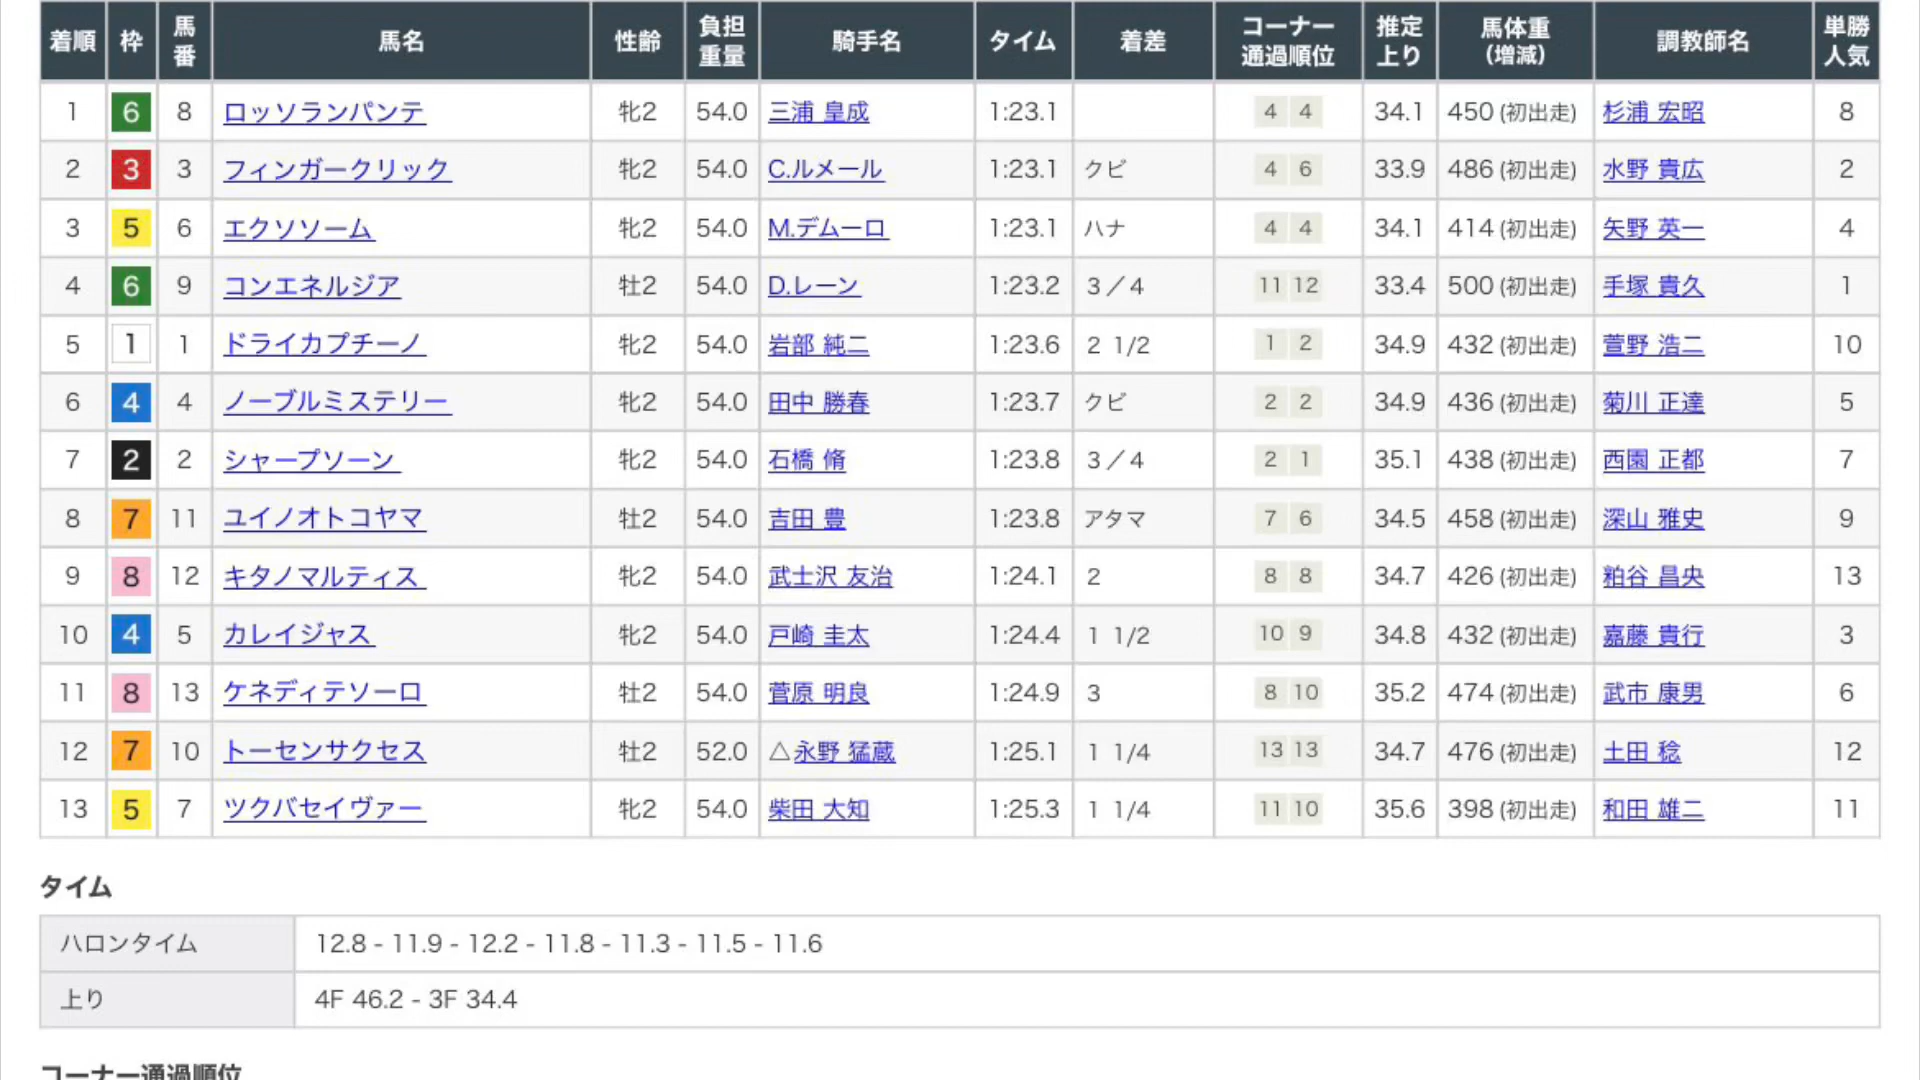 着順 枠 馬番 馬名 性齢 負担重量 騎手名 タイム 着差 コーナー通過順位 推定上り 馬体重(増減) 調教師名 単勝人気
1 6 8 ロッソランパンテ 牝2 54.0 三浦 皇成 1:23.1 4 4 34.1 450 (初出走) 杉浦 宏昭 8
2 3 3 フィンガークリック 牝2 54.0 C.ルメール 1:23.1 クビ 4 6 33.9 486 (初出走) 水野 貴広 2
3 5 6 エクソソーム 牝2 54.0 M.デムーロ 1:23.1 ハナ 4 4 34.1 414 (初出走) 矢野 英一 4
4 6 9 コンエネルジア 牡2 54.0 D.レーン 1:23.2 3／4 11 12 33.4 500 (初出走) 手塚 貴久 1
5 1 1 ドライカプチーノ 牝2 54.0 岩部 純二 1:23.6 2 1/2 1 2 34.9 432 (初出走) 萱野 浩二 10
6 4 4 ノーブルミステリー 牝2 54.0 田中 勝春 1:23.7 クビ 2 2 34.9 436 (初出走) 菊川 正達 5
7 2 2 シャープソーン 牝2 54.0 石橋 脩 1:23.8 3／4 2 1 35.1 438 (初出走) 西園 正都 7
8 7 11 ユイノオトコヤマ 牡2 54.0 吉田 豊 1:23.8 アタマ 7 6 34.5 458 (初出走) 深山 雅史 9
9 8 12 キタノマルティス 牝2 54.0 武士沢 友治 1:24.1 2 8 8 34.7 426 (初出走) 粕谷 昌央 13
10 4 5 カレイジャス 牝2 54.0 戸崎 圭太 1:24.4 1 1/2 10 9 34.8 432 (初出走) 嘉藤 貴行 3
11 8 13 ケネディテソーロ 牡2 54.0 菅原 明良 1:24.9 3 8 10 35.2 474 (初出走) 武市 康男 6
12 7 10 トーセンサクセス 牡2 52.0 △永野 猛蔵 1:25.1 1 1/4 13 13 34.7 476 (初出走) 土田 稔 12
13 5 7 ツクバセイヴァー 牝2 54.0 柴田 大知 1:25.3 1 1/4 11 10 35.6 398 (初出走) 和田 雄二 11
タイム
ハロンタイム 12.8 - 11.9 - 12.2 - 11.8 - 11.3 - 11.5 - 11.6
上り 4F 46.2 - 3F 34.4
コーナー通過順位